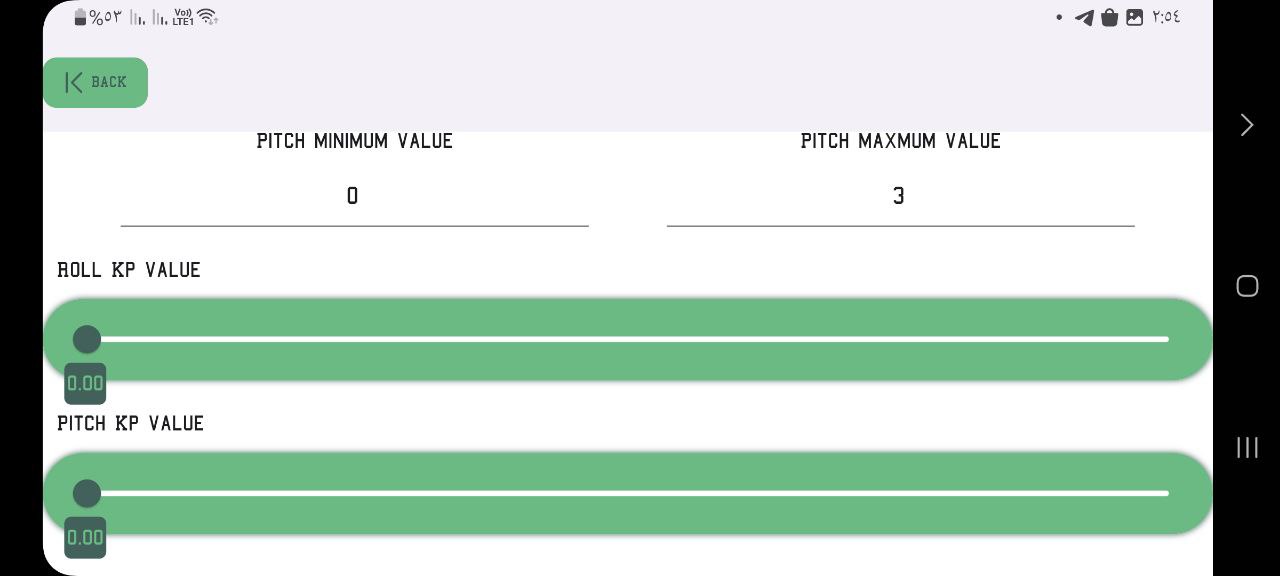 %٥٣ Vo)) LTE1 ٢:٥٤
BACK
PITCH MINIMUM VALUE PITCH MAXMUM VALUE
0 3
ROLL KP VALUE
0.00
PITCH KP VALUE
0.00